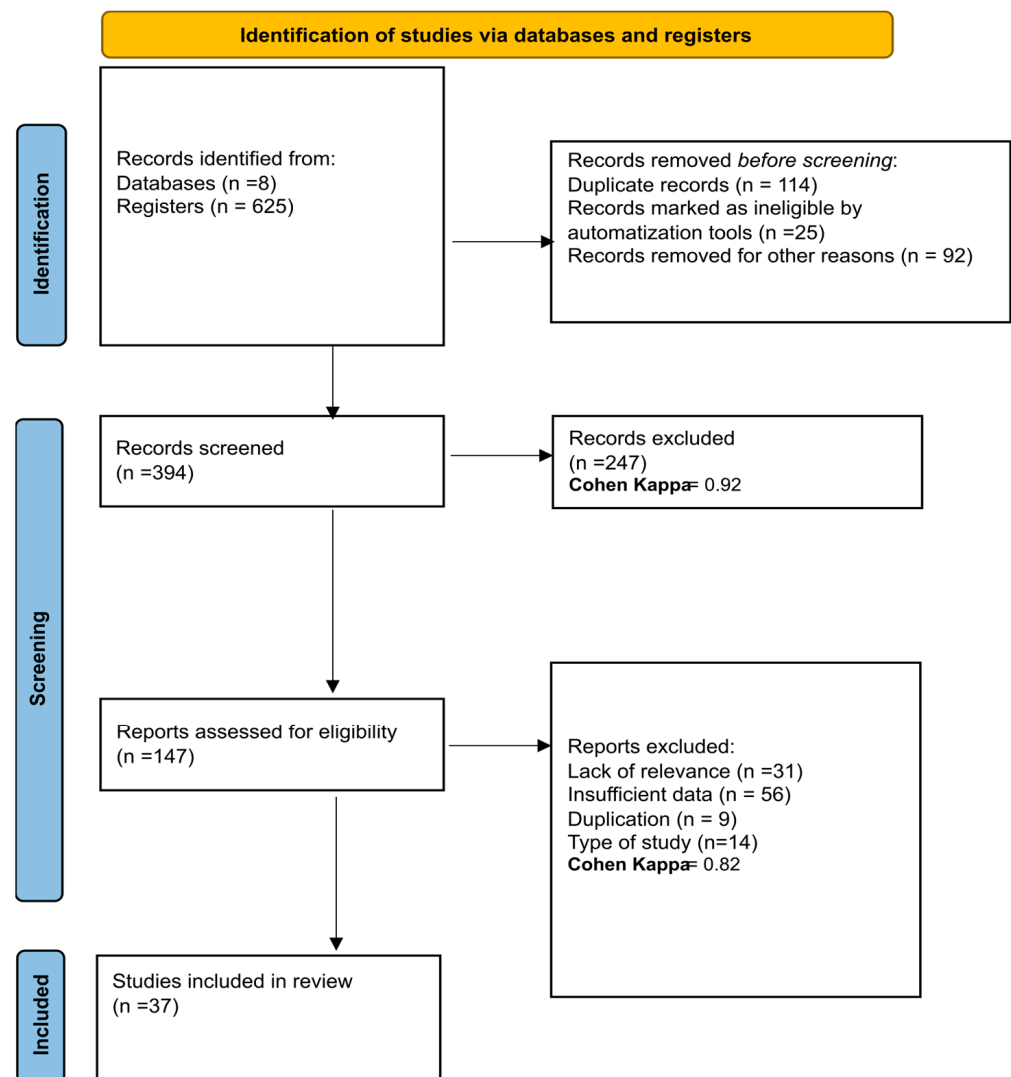 Identification of studies via databases and registers
Identification
Records identified from:
Databases (n =8)
Registers (n = 625)
Records removed before screening:
Duplicate records (n = 114)
Records marked as ineligible by
automatization tools (n =25)
Records removed for other reasons (n = 92)
Screening
Records screened
(n =394)
Records excluded
(n =247)
Cohen Kappa= 0.92
Reports assessed for eligibility
(n =147)
Reports excluded:
Lack of relevance (n =31)
Insufficient data (n = 56)
Duplication (n = 9)
Type of study (n=14)
Cohen Kappa= 0.82
Included
Studies included in review
(n =37)